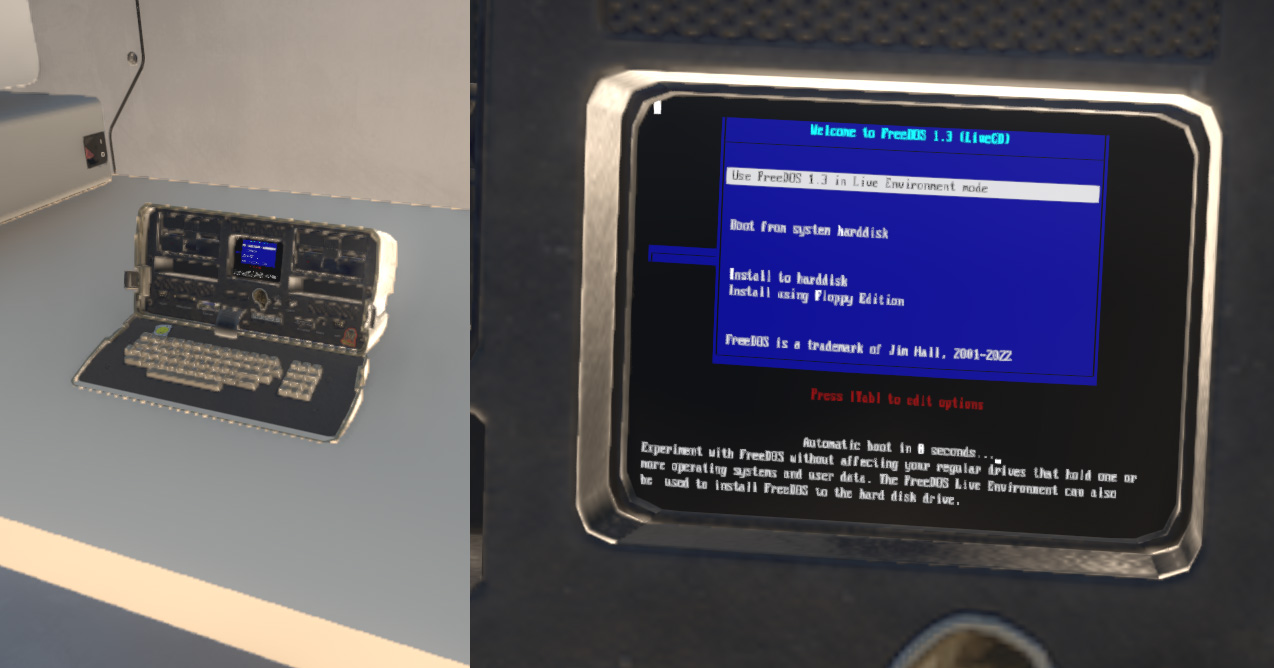 Welcome to FreeDOS 1.3 (LiveCD)
Use FreeDOS 1.3 in Live Environment mode
Boot from system harddisk
Install to harddisk
Install using Floppy Edition
FreeDOS is a trademark of Jim Hall, 2001-2022
Press [Tab] to edit options
Automatic boot in 0 seconds...
Experiment with FreeDOS without affecting your regular drives that hold one or
more operating systems and user data. The FreeDOS Live Environment can also
be  used to install FreeDOS to the hard disk drive.